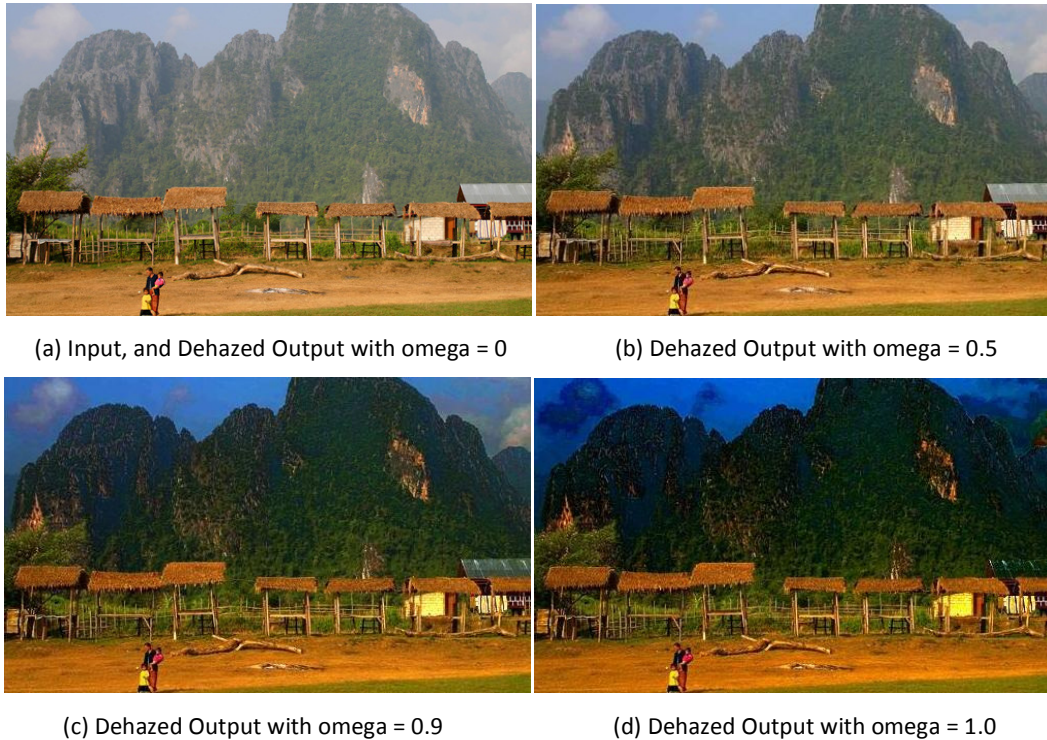 (a) Input, and Dehazed Output with omega = 0
(b) Dehazed Output with omega = 0.5
(c) Dehazed Output with omega = 0.9
(d) Dehazed Output with omega = 1.0